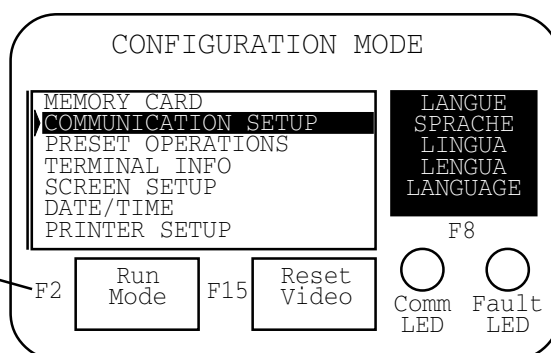 CONFIGURATION MODE
MEMORY CARD
COMMUNICATION SETUP
PRESET OPERATIONS
TERMINAL INFO
SCREEN SETUP
DATE/TIME
PRINTER SETUP
LANGUE
SPRACHE
LINGUA
LENGUA
LANGUAGE
F8
F2
Run
Mode
F15
Reset
Video
Comm
LED
Fault
LED